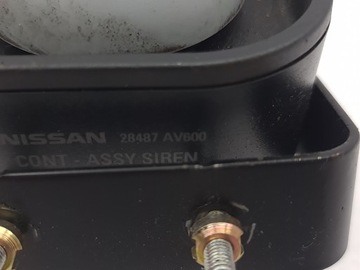 NISSAN 28487 AV600
CONT - ASSY SIREN